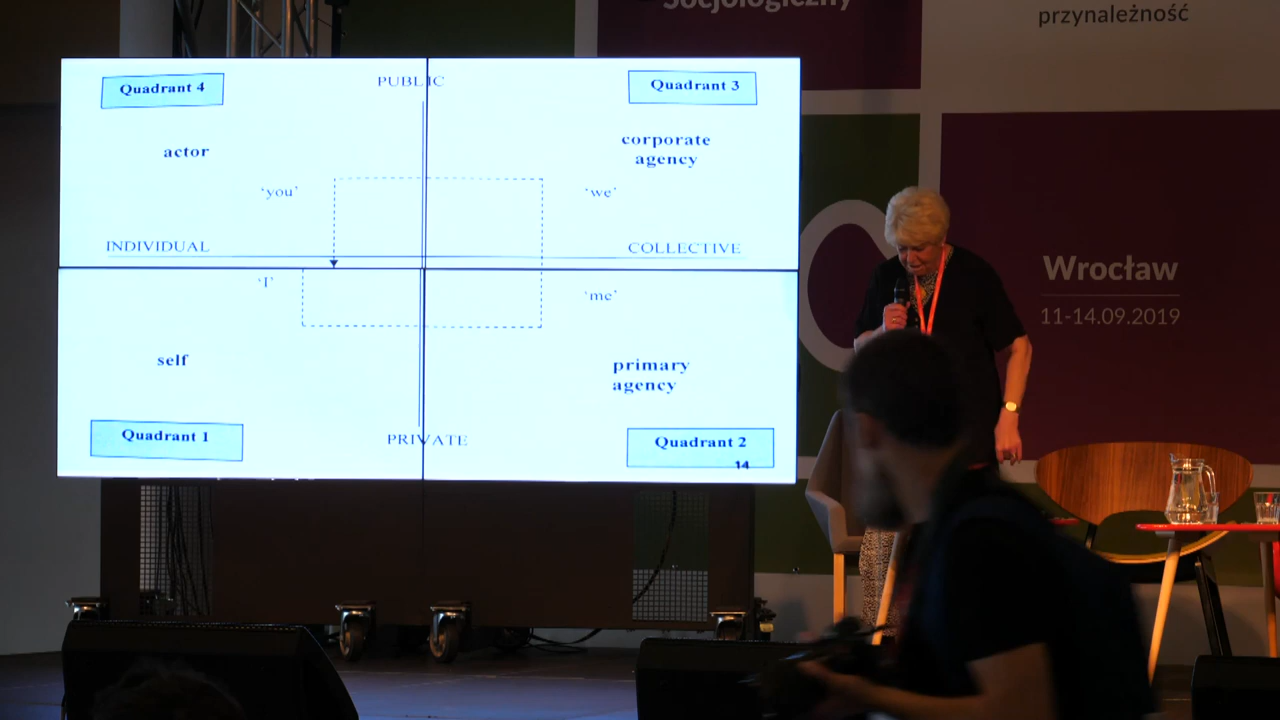 Socjologiczny
przynależność
Quadrant 4
PUBLIC
Quadrant 3
actor
corporate
agency
‘you’
‘we’
INDIVIDUAL
COLLECTIVE
‘I’
‘me’
self
primary
agency
Quadrant 1
PRIVATE
Quadrant 2
14
Wrocław
11-14.09.2019